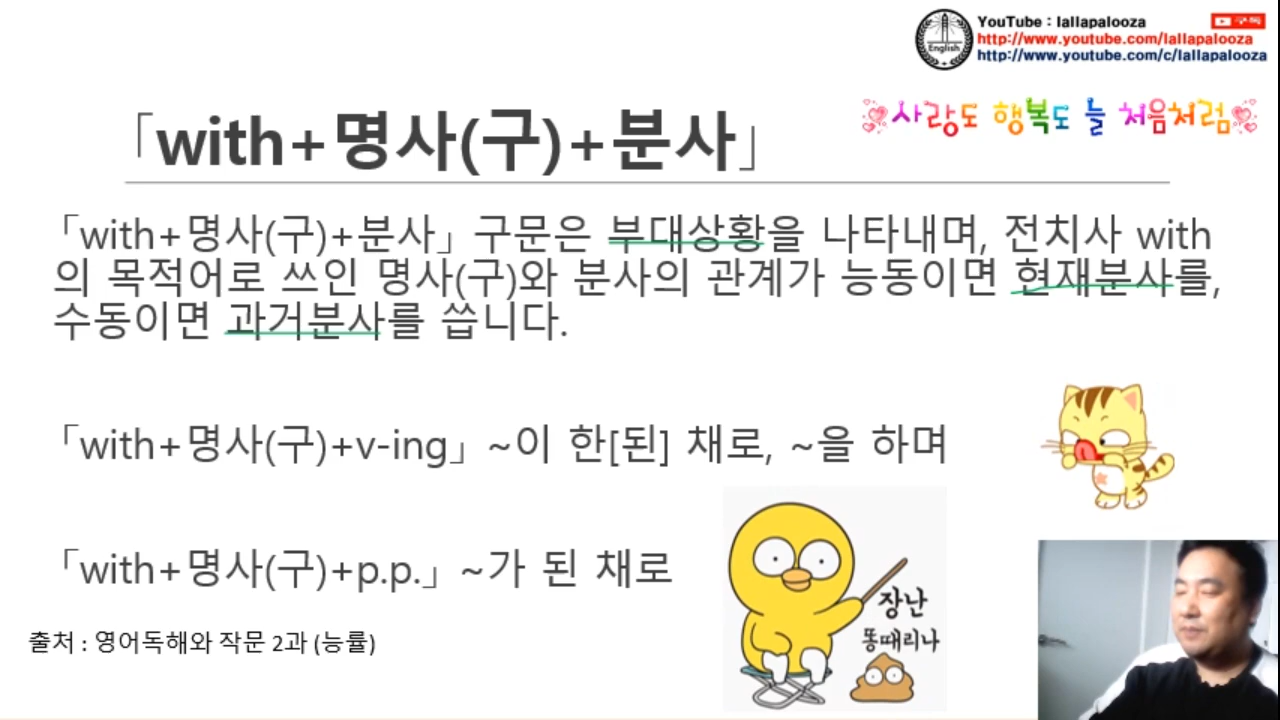 English
YouTube : lallapalooza
구독
http://www.youtube.com/lallapalooza
http://www.youtube.com/c/lallapalooza
사랑도 행복도 늘 처음처럼
「with+명사(구)+분사」
「with+명사(구)+분사」 구문은 부대상황을 나타내며, 전치사 with
의 목적어로 쓰인 명사(구)와 분사의 관계가 능동이면 현재분사를,
수동이면 과거분사를 씁니다.
「with+명사(구)+v-ing」 ~이 한[된] 채로, ~을 하며
「with+명사(구)+p.p.」 ~가 된 채로
장난
똥때리나
출처 : 영어독해와 작문 2과 (능률)